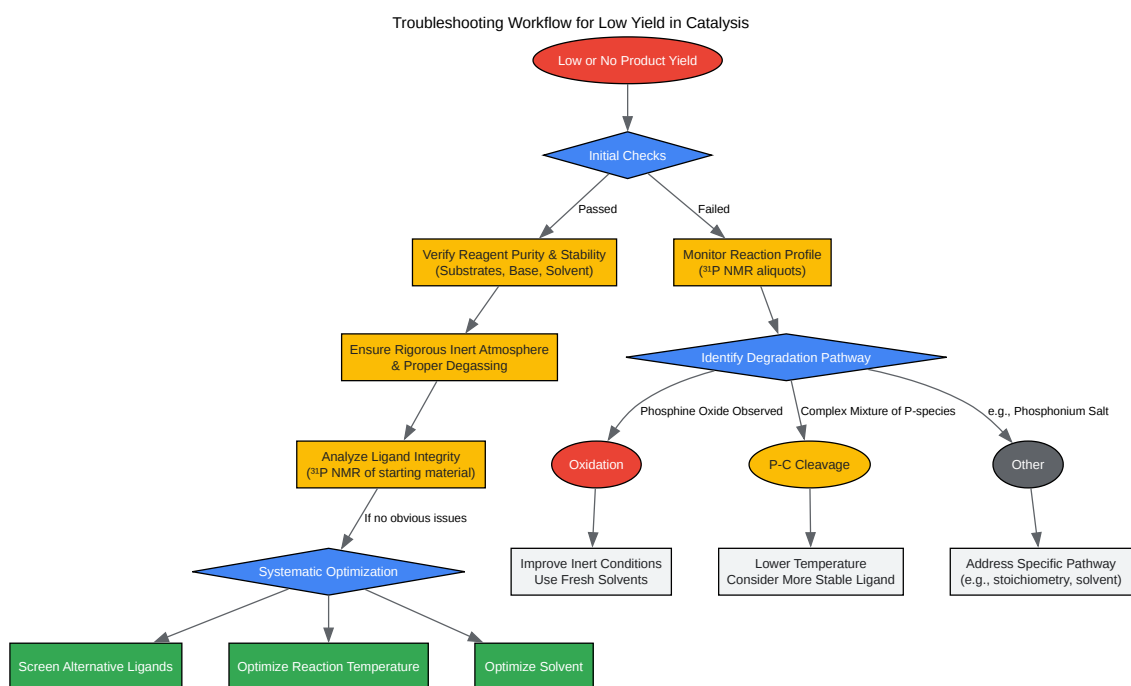 Troubleshooting Workflow for Low Yield in Catalysis
Low or No Product Yield
Initial Checks
Passed
Failed
Verify Reagent Purity & Stability
(Substrates, Base, Solvent)
Monitor Reaction Profile
(³¹P NMR aliquots)
Ensure Rigorous Inert Atmosphere
& Proper Degassing
Identify Degradation Pathway
Phosphine Oxide Observed
Complex Mixture of P-species
e.g., Phosphonium Salt
Analyze Ligand Integrity
(³¹P NMR of starting material)
Oxidation
P-C Cleavage
Other
If no obvious issues
Systematic Optimization
Improve Inert Conditions
Use Fresh Solvents
Lower Temperature
Consider More Stable Ligand
Address Specific Pathway
(e.g., stoichiometry, solvent)
Screen Alternative Ligands
Optimize Reaction Temperature
Optimize Solvent